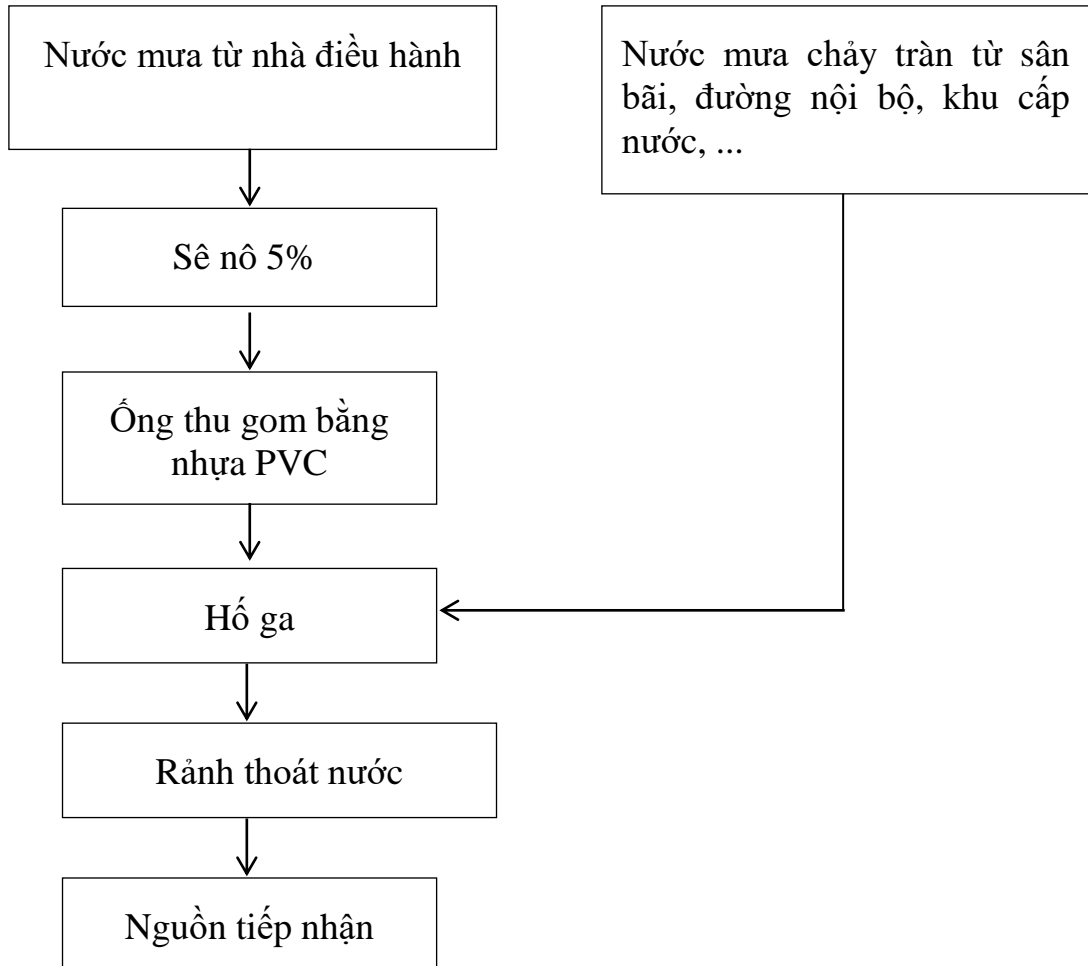 Nước mưa từ nhà điều hành
Nước mưa chảy tràn từ sân
bãi, đường nội bộ, khu cấp
nước, ...
Sê nô 5%
Ống thu gom bằng
nhựa PVC
Hố ga
Rảnh thoát nước
Nguồn tiếp nhận